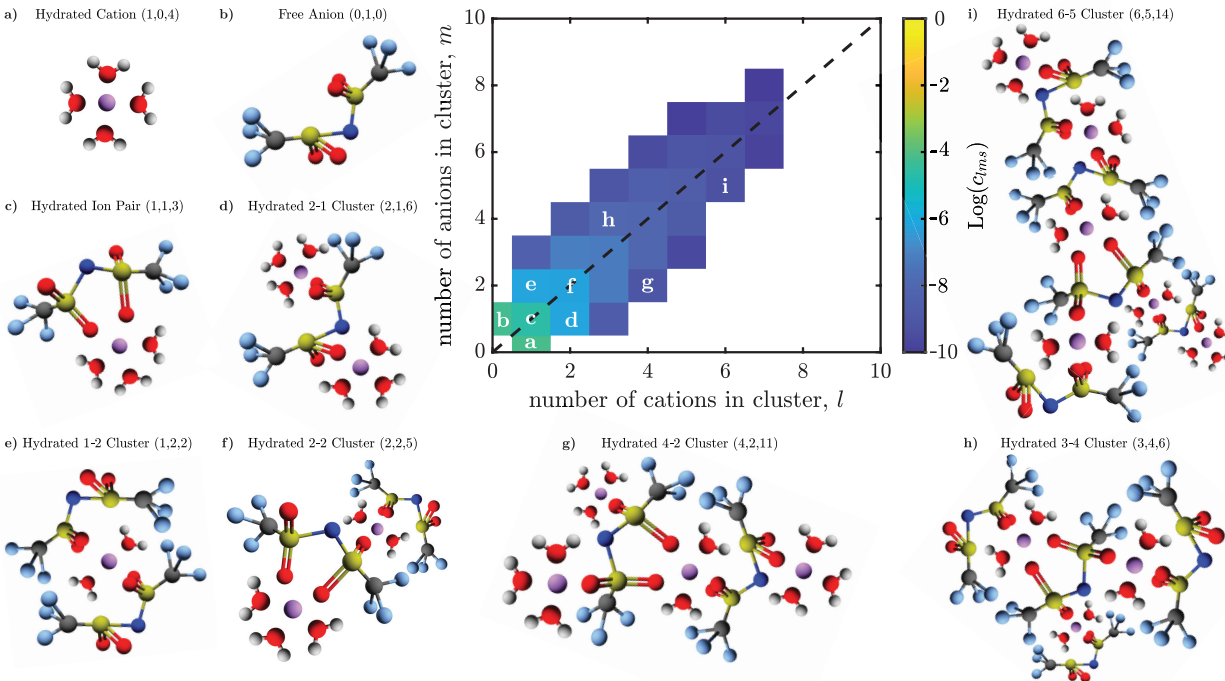 a) Hydrated Cation (1,0,4)
b) Free Anion (0,1,0)
c) Hydrated Ion Pair (1,1,3)
d) Hydrated 2-1 Cluster (2,1,6)
number of anions in cluster, m
10
8
6
4
2
0
i
h
g
e
f
b
c
d
a
0
2
4
6
8
10
number of cations in cluster, l
0
-2
-4
-6
-8
-10
Log(c_lms)
i) Hydrated 6-5 Cluster (6,5,14)
e) Hydrated 1-2 Cluster (1,2,2)
f) Hydrated 2-2 Cluster (2,2,5)
g) Hydrated 4-2 Cluster (4,2,11)
h) Hydrated 3-4 Cluster (3,4,6)